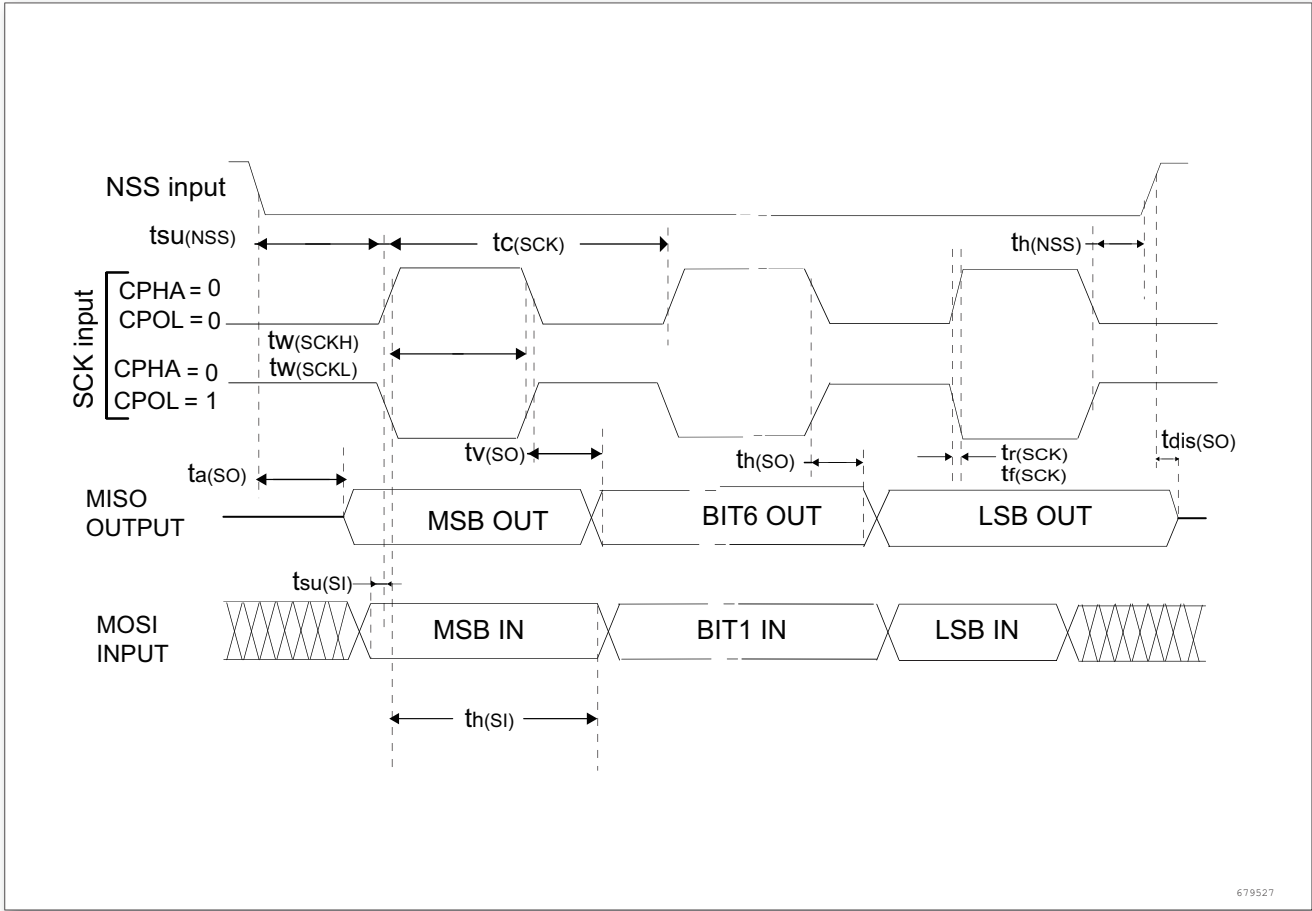 NSS input
tsu(NSS)
tc(SCK)
th(NSS)
SCK input
CPHA = 0
CPOL = 0
tw(SCKH)
CPHA = 0
tw(SCKL)
CPOL = 1
tv(SO)
th(SO)
tr(SCK)
tf(SCK)
tdis(SO)
ta(SO)
MISO
OUTPUT
MSB OUT
BIT6 OUT
LSB OUT
tsu(SI)
MOSI
INPUT
MSB IN
BIT1 IN
LSB IN
th(SI)
679527